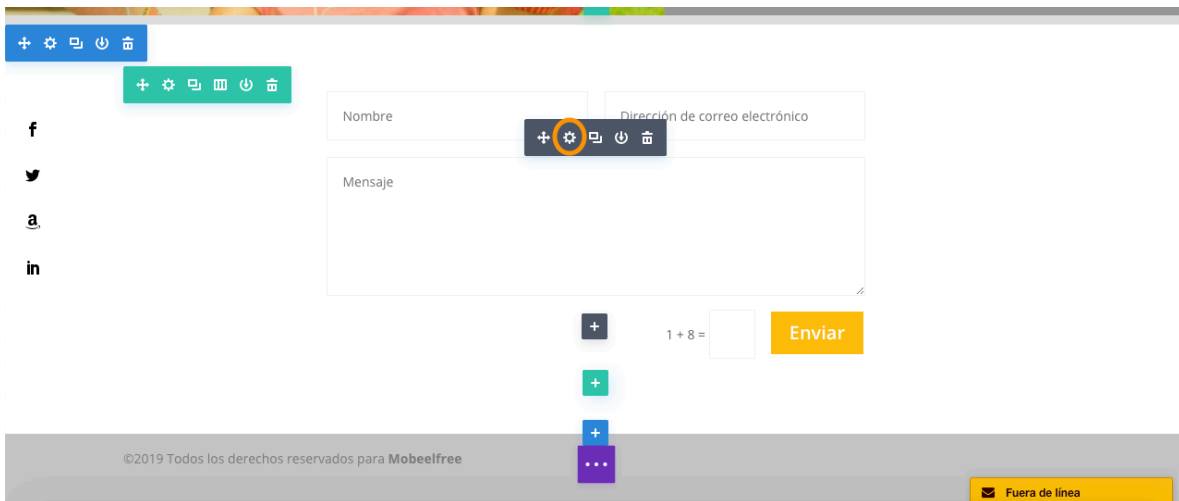 Nombre
Dirección de correo electrónico
Mensaje
1 + 8 =
Enviar
©2019 Todos los derechos reservados para Mobeelfree
Fuera de línea